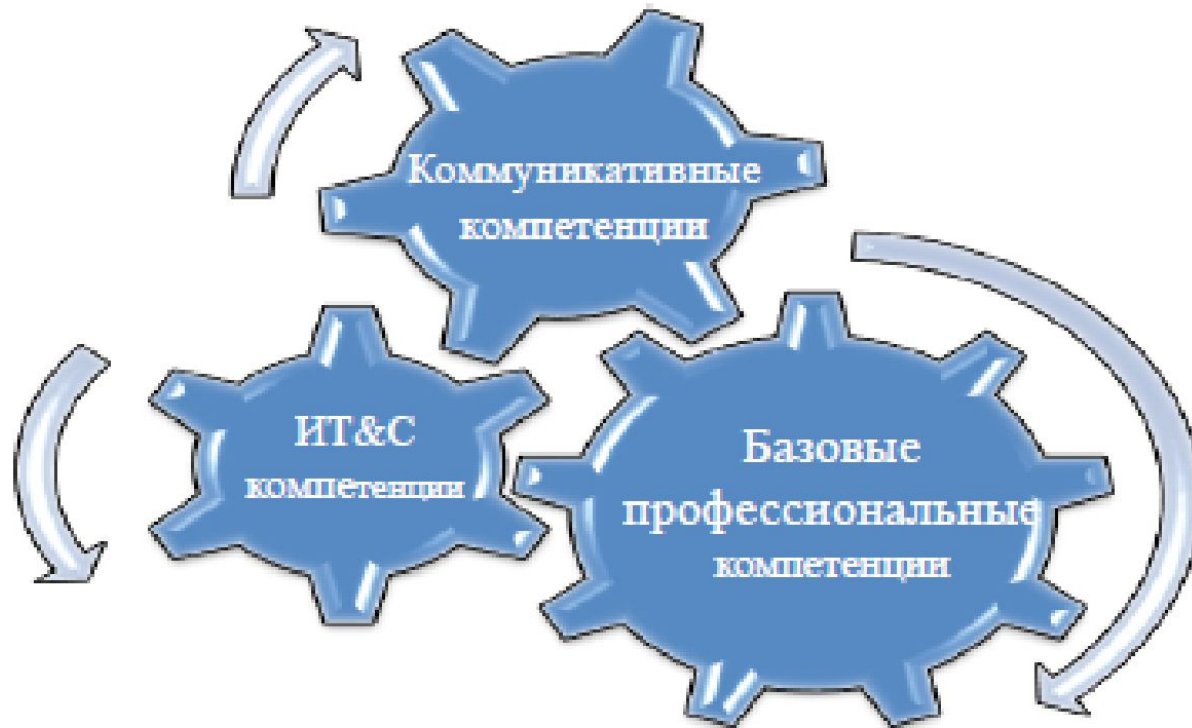 Коммуникативные
компетенции
ИТ&С
компетенции
Базовые
профессиональные
компетенции